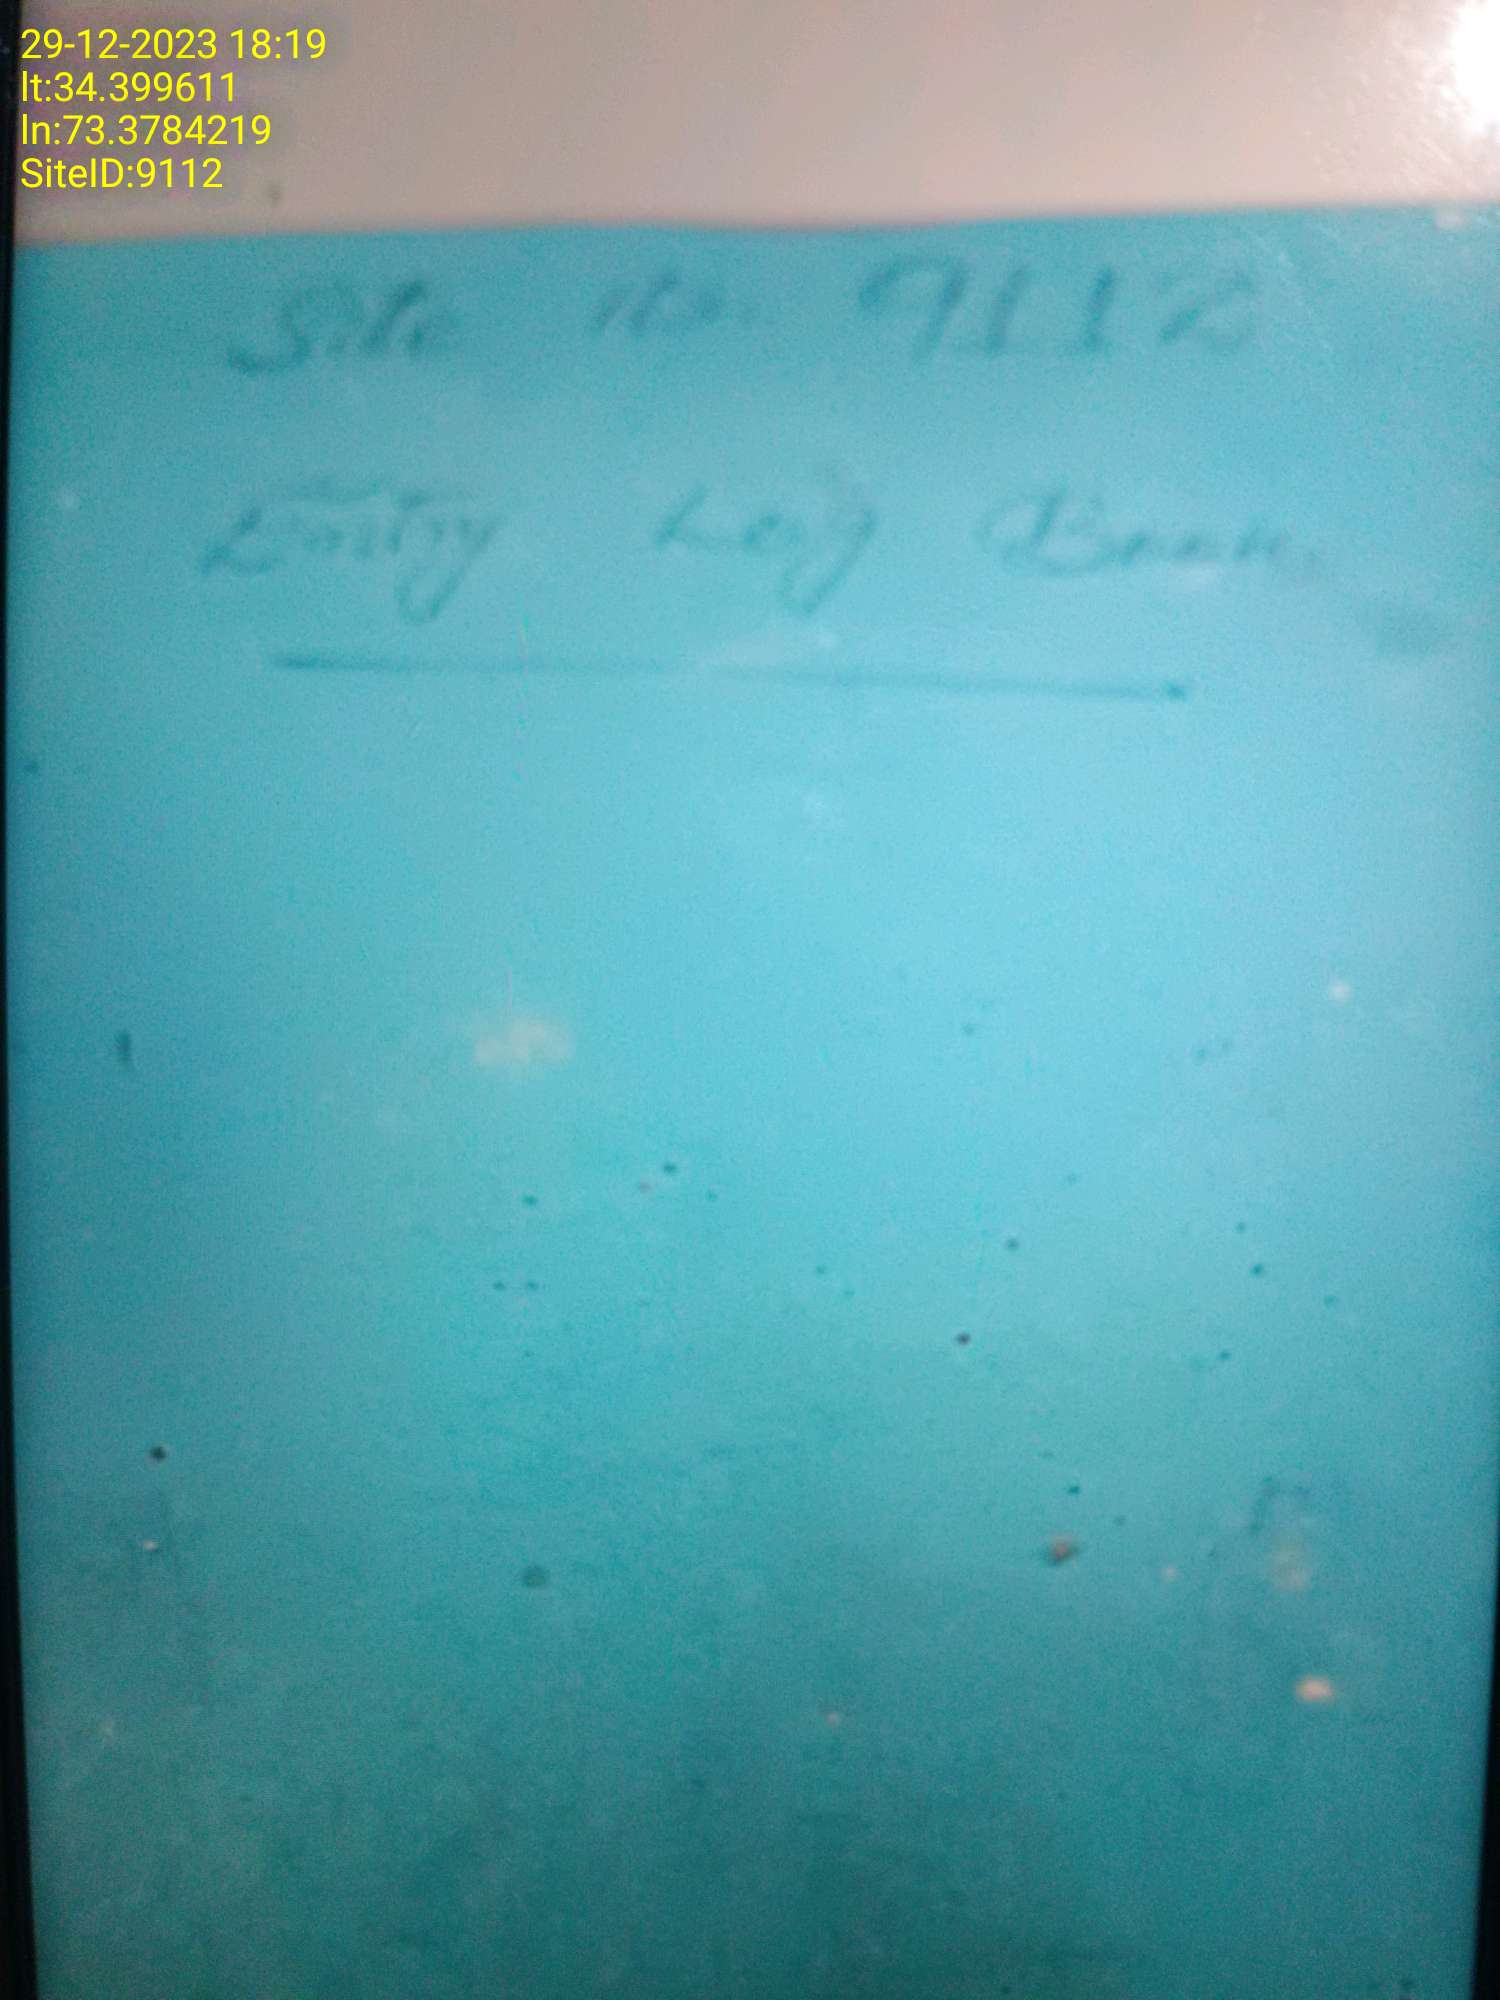 29-12-2023 18:19
lt:34.399611
ln:73.3784219
SiteID:9112
Site No. 9112
Entry Log Book